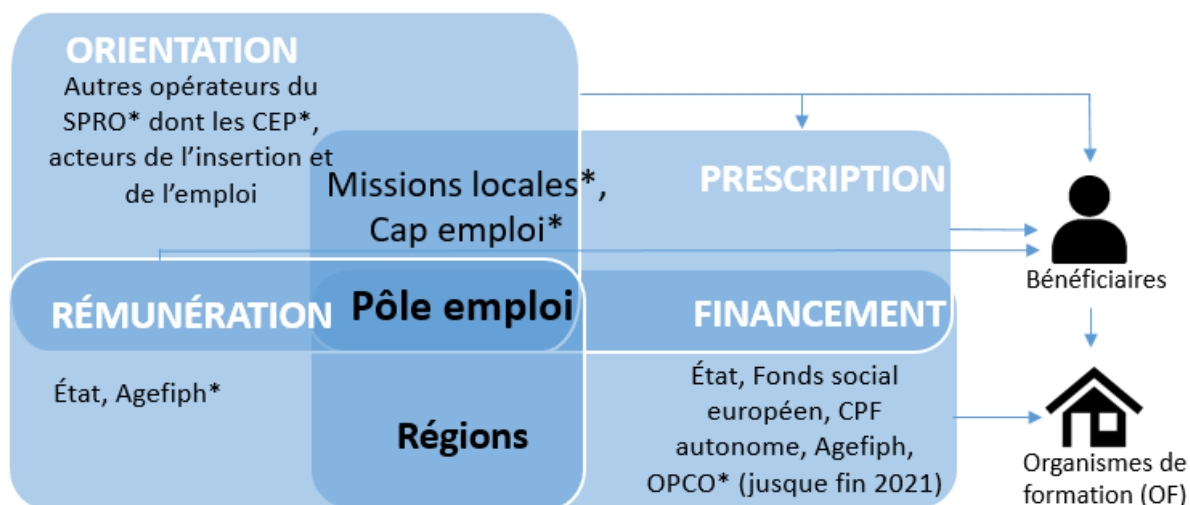 ORIENTATION
Autres opérateurs du
SPRO* dont les CEP*,
acteurs de l’insertion et
de l’emploi
Missions locales*,
Cap emploi*
PRESCRIPTION
Bénéficiaires
RÉMUNÉRATION
Pôle emploi
FINANCEMENT
État, Agefiph*
Régions
État, Fonds social
européen, CPF
autonome, Agefiph,
OPCO* (jusque fin 2021)
Organismes de
formation (OF)